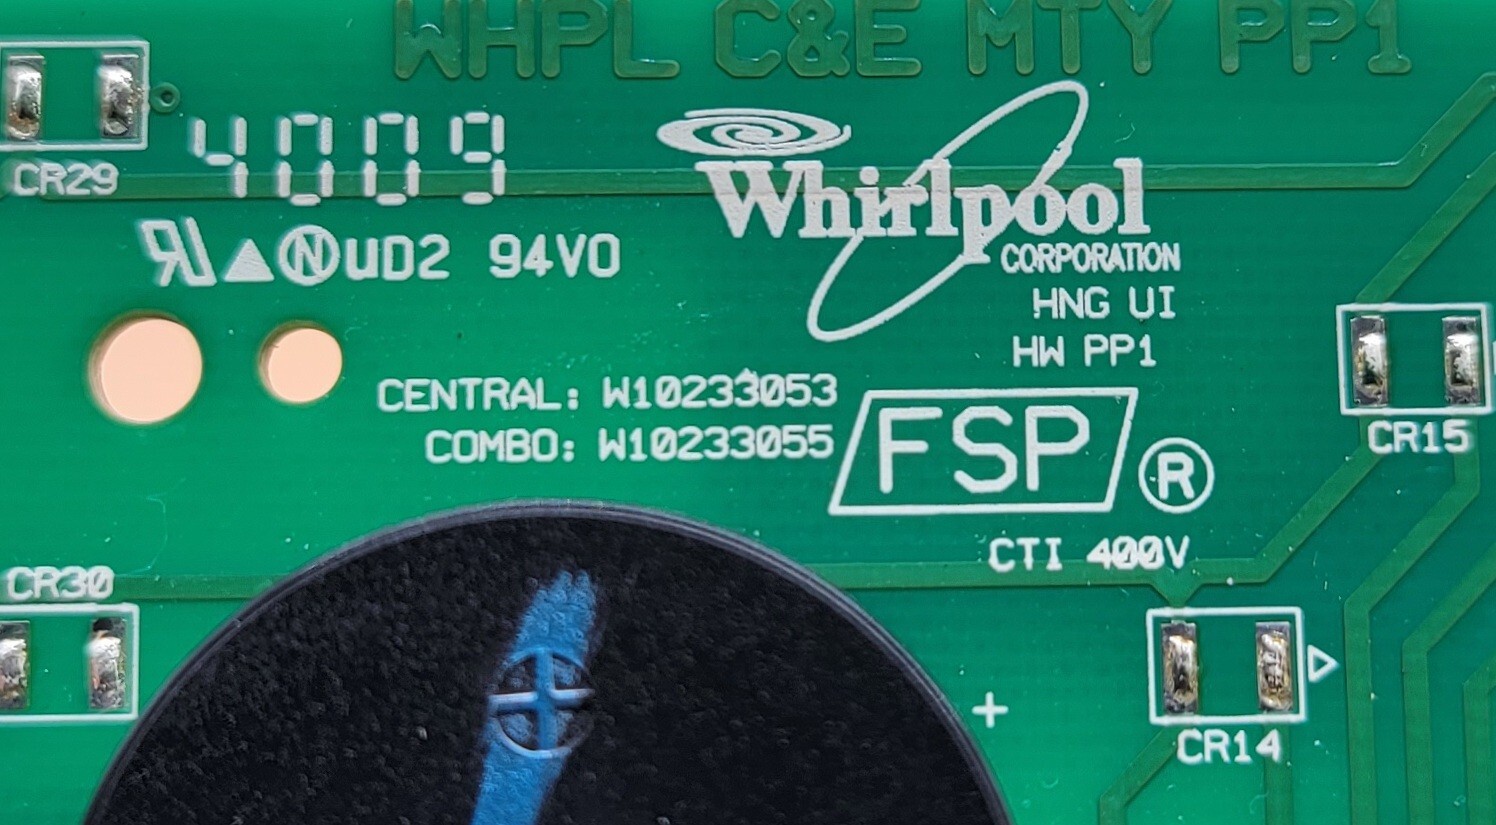 WHPL C&E MTY PP1
CR29
4009
Whirlpool
CORPORATION
UD2 94V0
HNG UI
HW PP1
CENTRAL: W10233053
COMBO: W10233055
FSP ®
CR15
CTI 400V
CR30
+
CR14